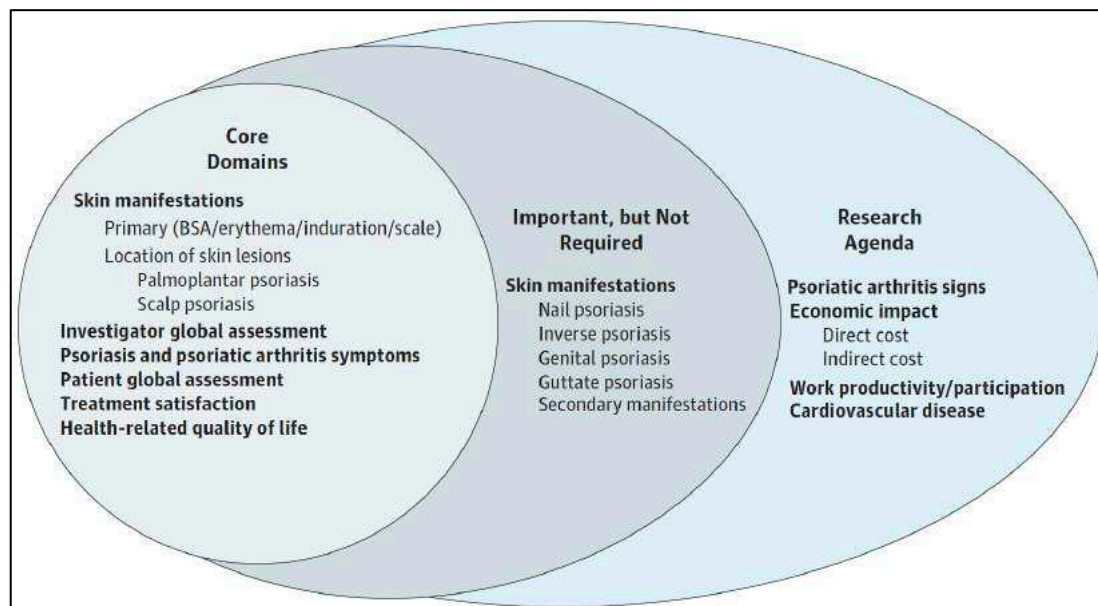 Core
Domains
Skin manifestations
Primary (BSA/erythema/induration/scale)
Location of skin lesions
Palmoplantar psoriasis
Scalp psoriasis
Investigator global assessment
Psoriasis and psoriatic arthritis symptoms
Patient global assessment
Treatment satisfaction
Health-related quality of life
Important, but Not
Required
Skin manifestations
Nail psoriasis
Inverse psoriasis
Genital psoriasis
Guttate psoriasis
Secondary manifestations
Research
Agenda
Psoriatic arthritis signs
Economic impact
Direct cost
Indirect cost
Work productivity/participation
Cardiovascular disease